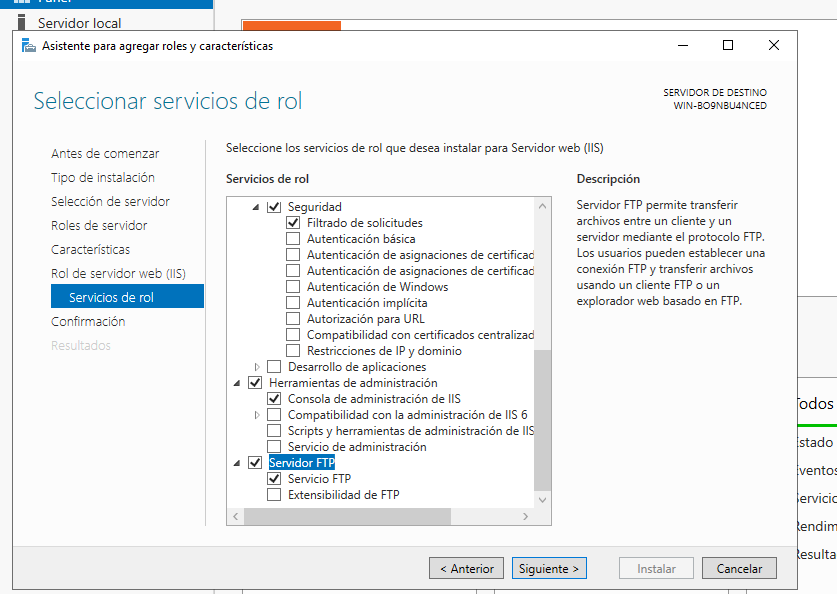 Panel
Servidor local
Asistente para agregar roles y características
Seleccionar servicios de rol
SERVIDOR DE DESTINO
WIN-BO9NBU4NCED
Antes de comenzar
Tipo de instalación
Selección de servidor
Roles de servidor
Características
Rol de servidor web (IIS)
Servicios de rol
Confirmación
Resultados
Seleccione los servicios de rol que desea instalar para Servidor web (IIS)
Servicios de rol
Seguridad
Filtrado de solicitudes
Autenticación básica
Autenticación de asignaciones de certificad
Autenticación de asignaciones de certificad
Autenticación de Windows
Autenticación implícita
Autorización para URL
Compatibilidad con certificados centralizad
Restricciones de IP y dominio
Desarrollo de aplicaciones
Herramientas de administración
Consola de administración de IIS
Compatibilidad con la administración de IIS 6
Scripts y herramientas de administración de IIS
Servicio de administración
Servidor FTP
Servicio FTP
Extensibilidad de FTP
Descripción
Servidor FTP permite transferir
archivos entre un cliente y un
servidor mediante el protocolo FTP.
Los usuarios pueden establecer una
conexión FTP y transferir archivos
usando un cliente FTP o un
explorador web basado en FTP.
Todos
Estado
Eventos
Servicio
Rendim
Resulta
< Anterior
Siguiente >
Instalar
Cancelar